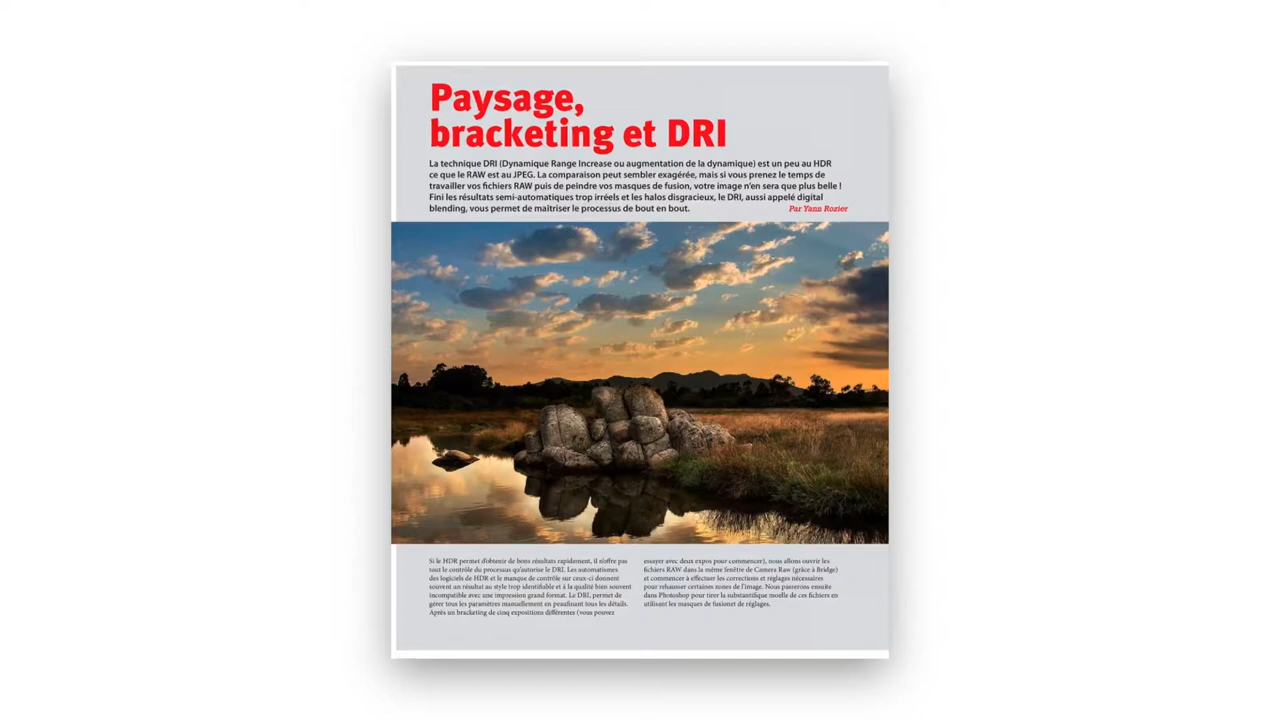 Paysage,
bracketing et DRI
La technique DRI (Dynamique Range Increase ou augmentation de la dynamique) est un peu au HDR
ce que le RAW est au JPEG. La comparaison peut sembler exagérée, mais si vous prenez le temps de
travailler vos fichiers RAW puis de peindre vos masques de fusion, votre image n'en sera que plus belle !
Fini les résultats semi-automatiques trop irréels et les halos disgracieux, le DRI, aussi appelé digital
blending, vous permet de maîtriser le processus de bout en bout.
Par Yann Rozier
Si le HDR permet d'obtenir de bons résultats rapidement, il n'offre pas
tout le contrôle du processus qu'autorise le DRI. Les automatismes
des logiciels de HDR et le manque de contrôle sur ceux-ci donnent
souvent un résultat au style trop identifiable et à la qualité bien souvent
incompatible avec une impression grand format. Le DRI, permet de
gérer tous les paramètres manuellement en peaufinant tous les détails.
Après un bracketing de cinq expositions différentes (vous pouvez
essayer avec deux expos pour commencer), nous allons ouvrir les
fichiers RAW dans la même fenêtre de Camera Raw (grâce à Bridge)
et commencer à effectuer les corrections et réglages nécessaires
pour rehausser certaines zones de l'image. Nous passerons ensuite
dans Photoshop pour tirer la substantifique moelle de ces fichiers en
utilisant les masques de fusionet de réglages.